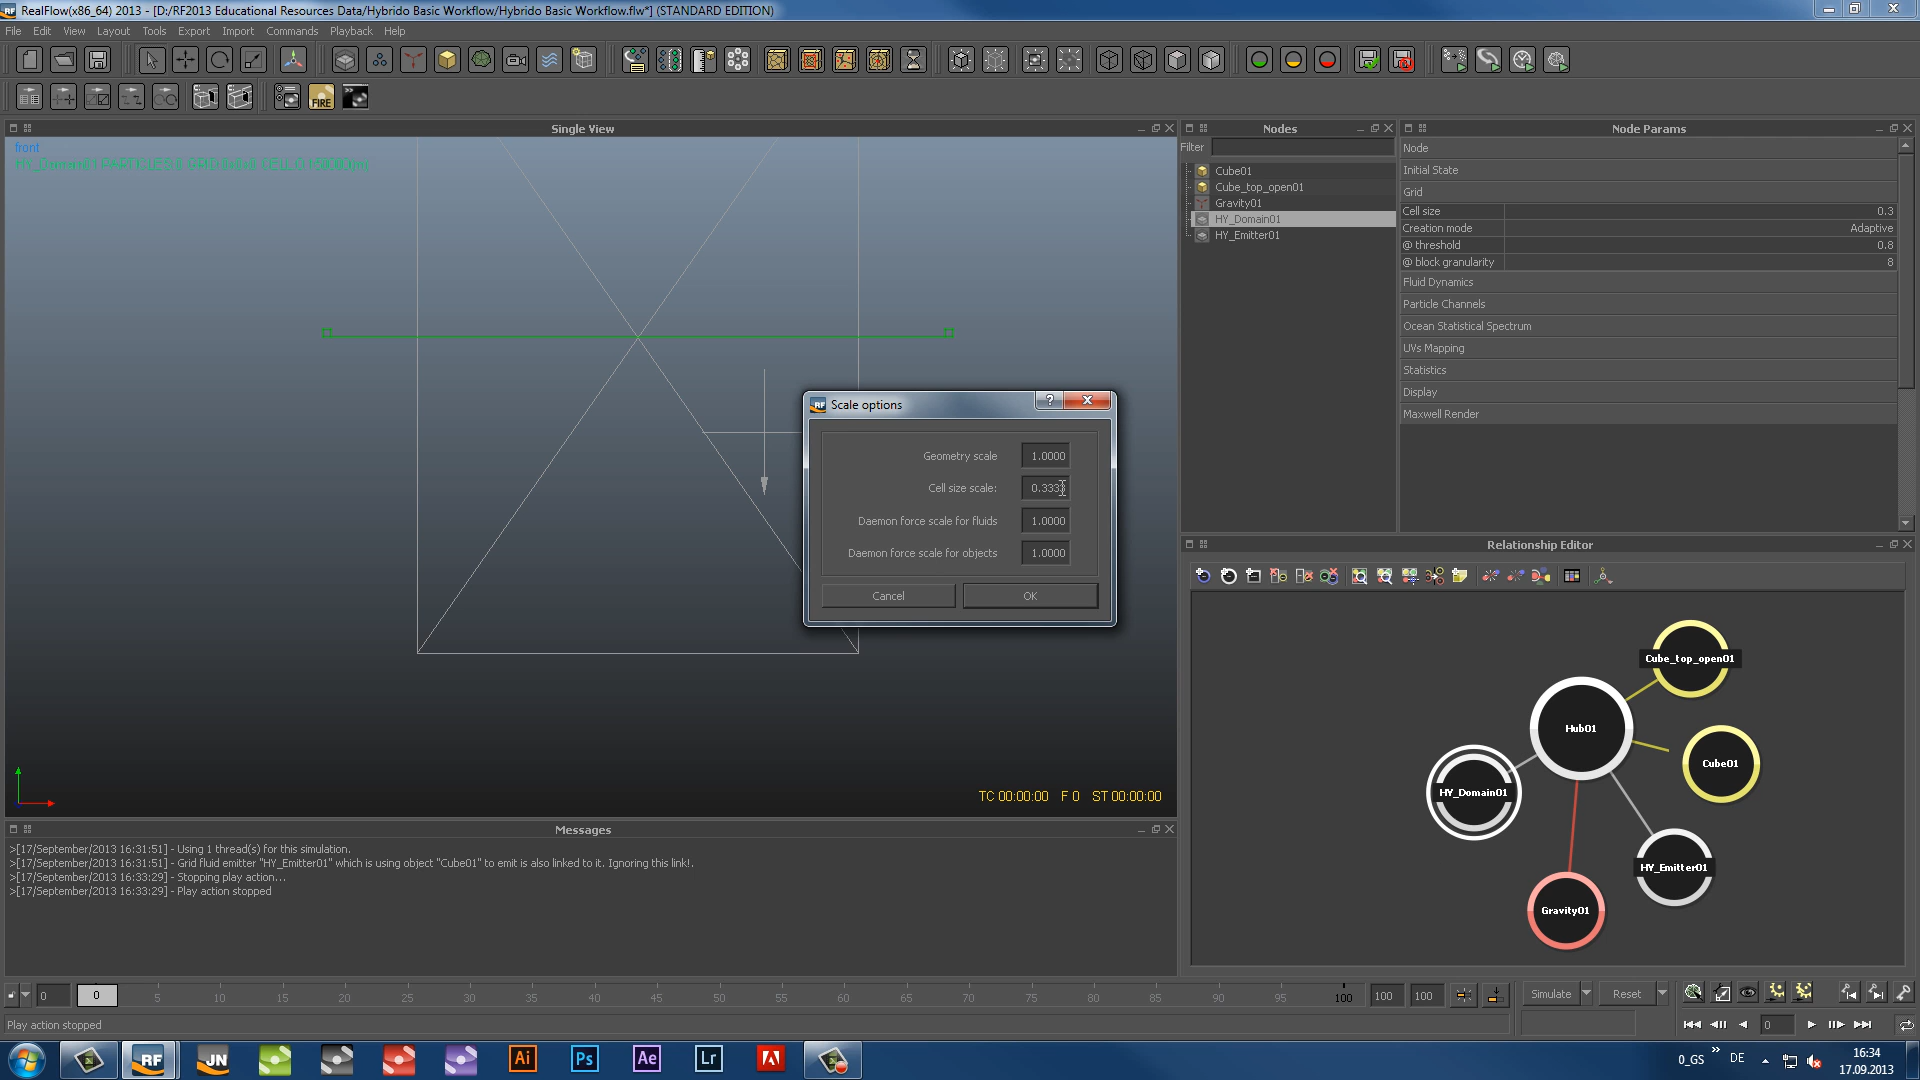 RealFlow(x86_64) 2013 - [D:/RF2013 Educational Resources Data/Hybrido Basic Workflow/Hybrido Basic Workflow.flw*] (STANDARD EDITION)
File Edit View Layout Tools Export Import Commands Playback Help
FIRE
Single View
front
Nodes
Filter
Cube01
Cube_top_open01
Gravity01
HY_Domain01
HY_Emitter01
Node Params
Node
Initial State
Grid
Cell size 0.3
Creation mode Adaptive
@ threshold 0.8
@ block granularity 8
Fluid Dynamics
Particle Channels
Ocean Statistical Spectrum
UVs Mapping
Statistics
Display
Maxwell Render
Scale options
Geometry scale 1.0000
Cell size scale: 0.333
Daemon force scale for fluids 1.0000
Daemon force scale for objects 1.0000
Cancel OK
TC 00:00:00 F 0 ST 00:00:00
Relationship Editor
Cube_top_open01
Hub01
Cube01
HY_Domain01
HY_Emitter01
Gravity01
Messages
>[17/September/2013 16:31:51] - Using 1 thread(s) for this simulation.
>[17/September/2013 16:31:51] - Grid fluid emitter "HY_Emitter01" which is using object "Cube01" to emit is also linked to it. Ignoring this link!.
>[17/September/2013 16:33:29] - Stopping play action...
>[17/September/2013 16:33:29] - Play action stopped
0 0 5 10 15 20 25 30 35 40 45 50 55 60 65 70 75 80 85 90 95 100 100 100
Simulate Reset
Play action stopped
0
RF JN Ai Ps Ae Lr
0_GS » DE
16:34
17.09.2013